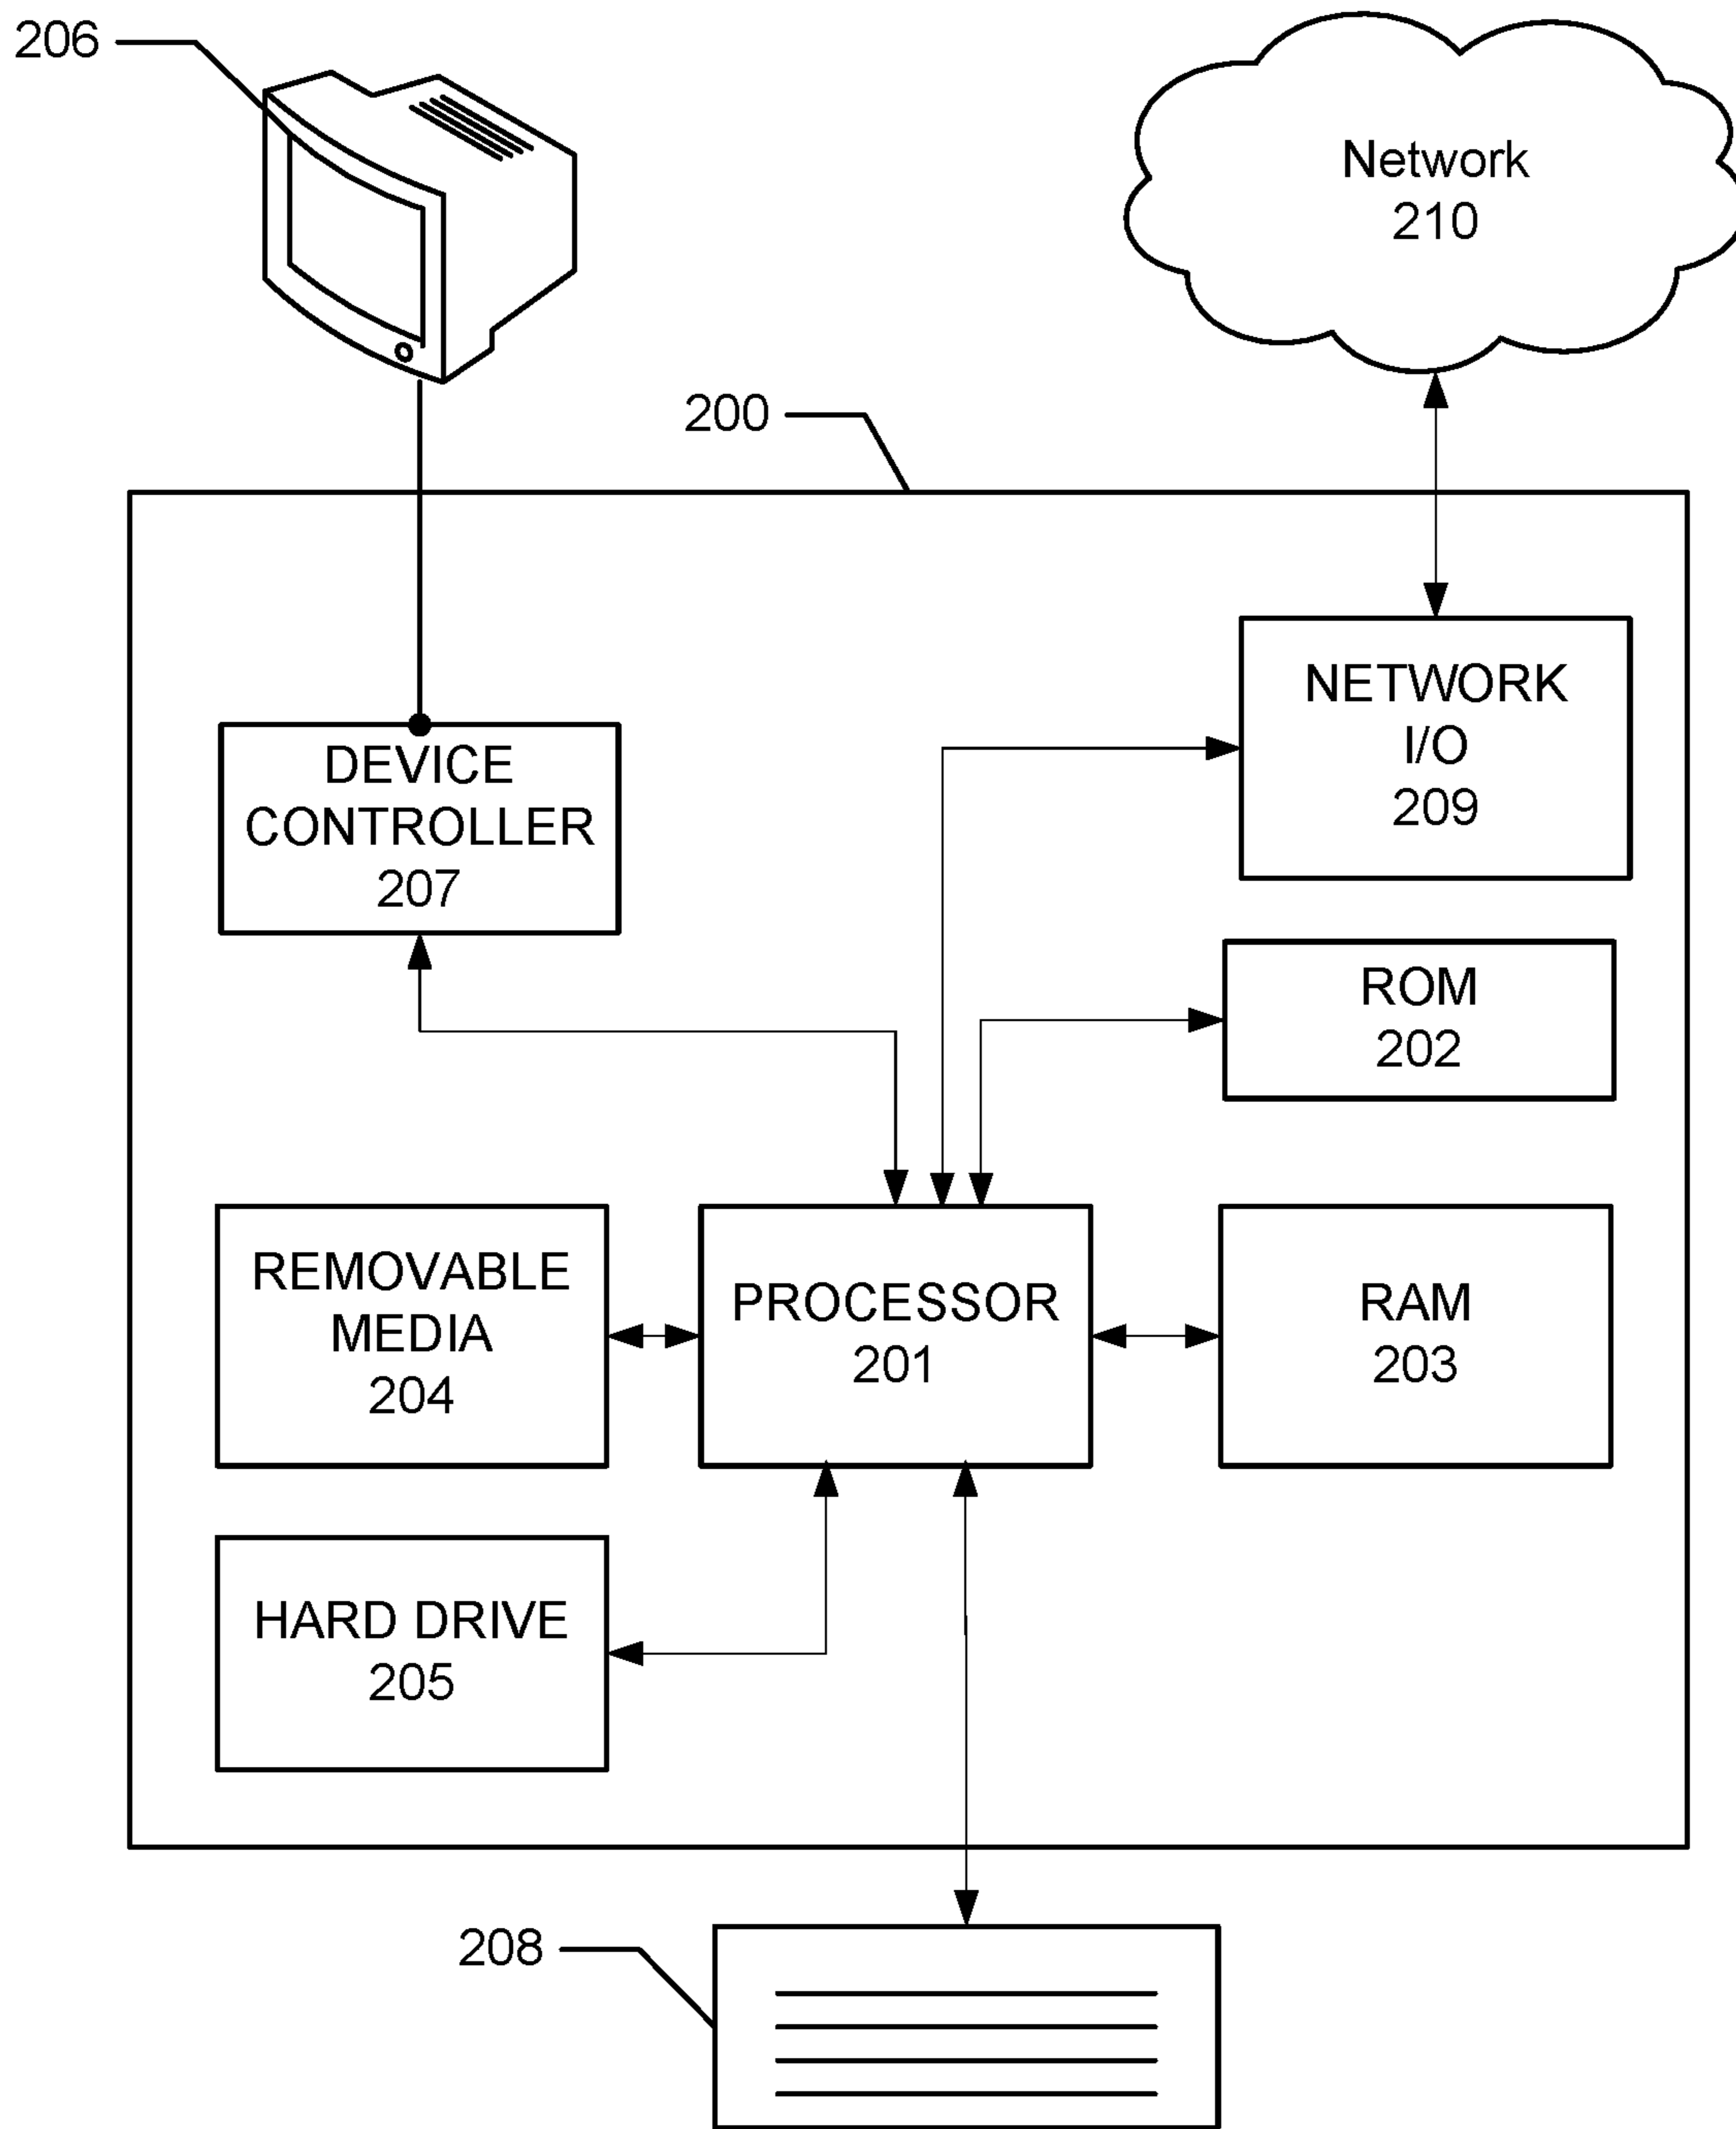 206
Network
210
200
NETWORK
I/O
209
DEVICE
CONTROLLER
207
ROM
202
REMOVABLE
MEDIA
204
PROCESSOR
201
RAM
203
HARD DRIVE
205
208